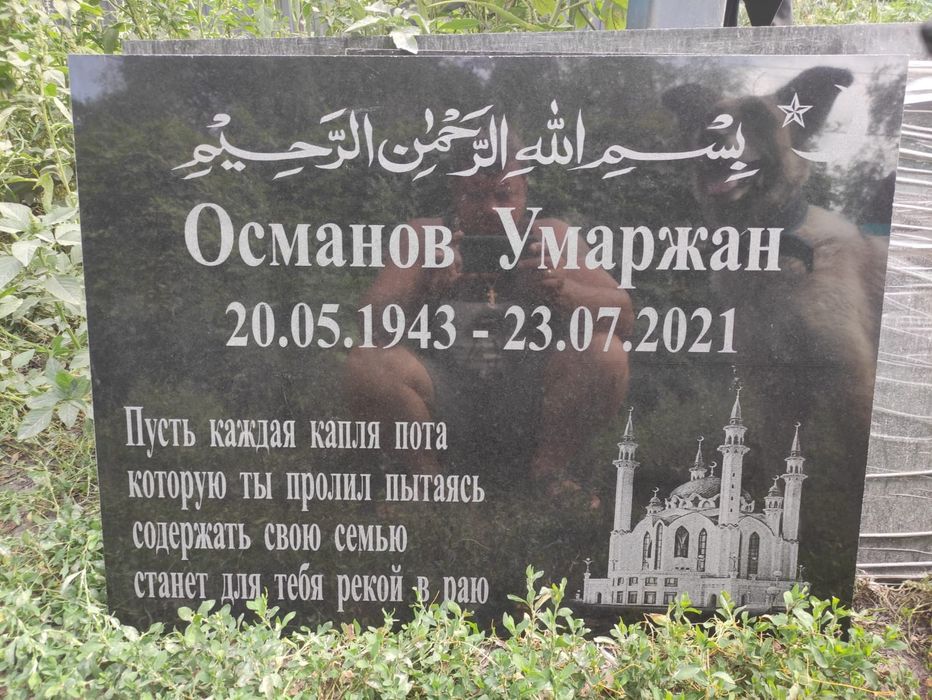 بِسْمِ اللهِ الرَّحْمٰنِ الرَّحِيْمِ
Османов Умаржан
20.05.1943 - 23.07.2021
Пусть каждая капля пота
которую ты пролил пытаясь
содержать свою семью
станет для тебя рекой в раю